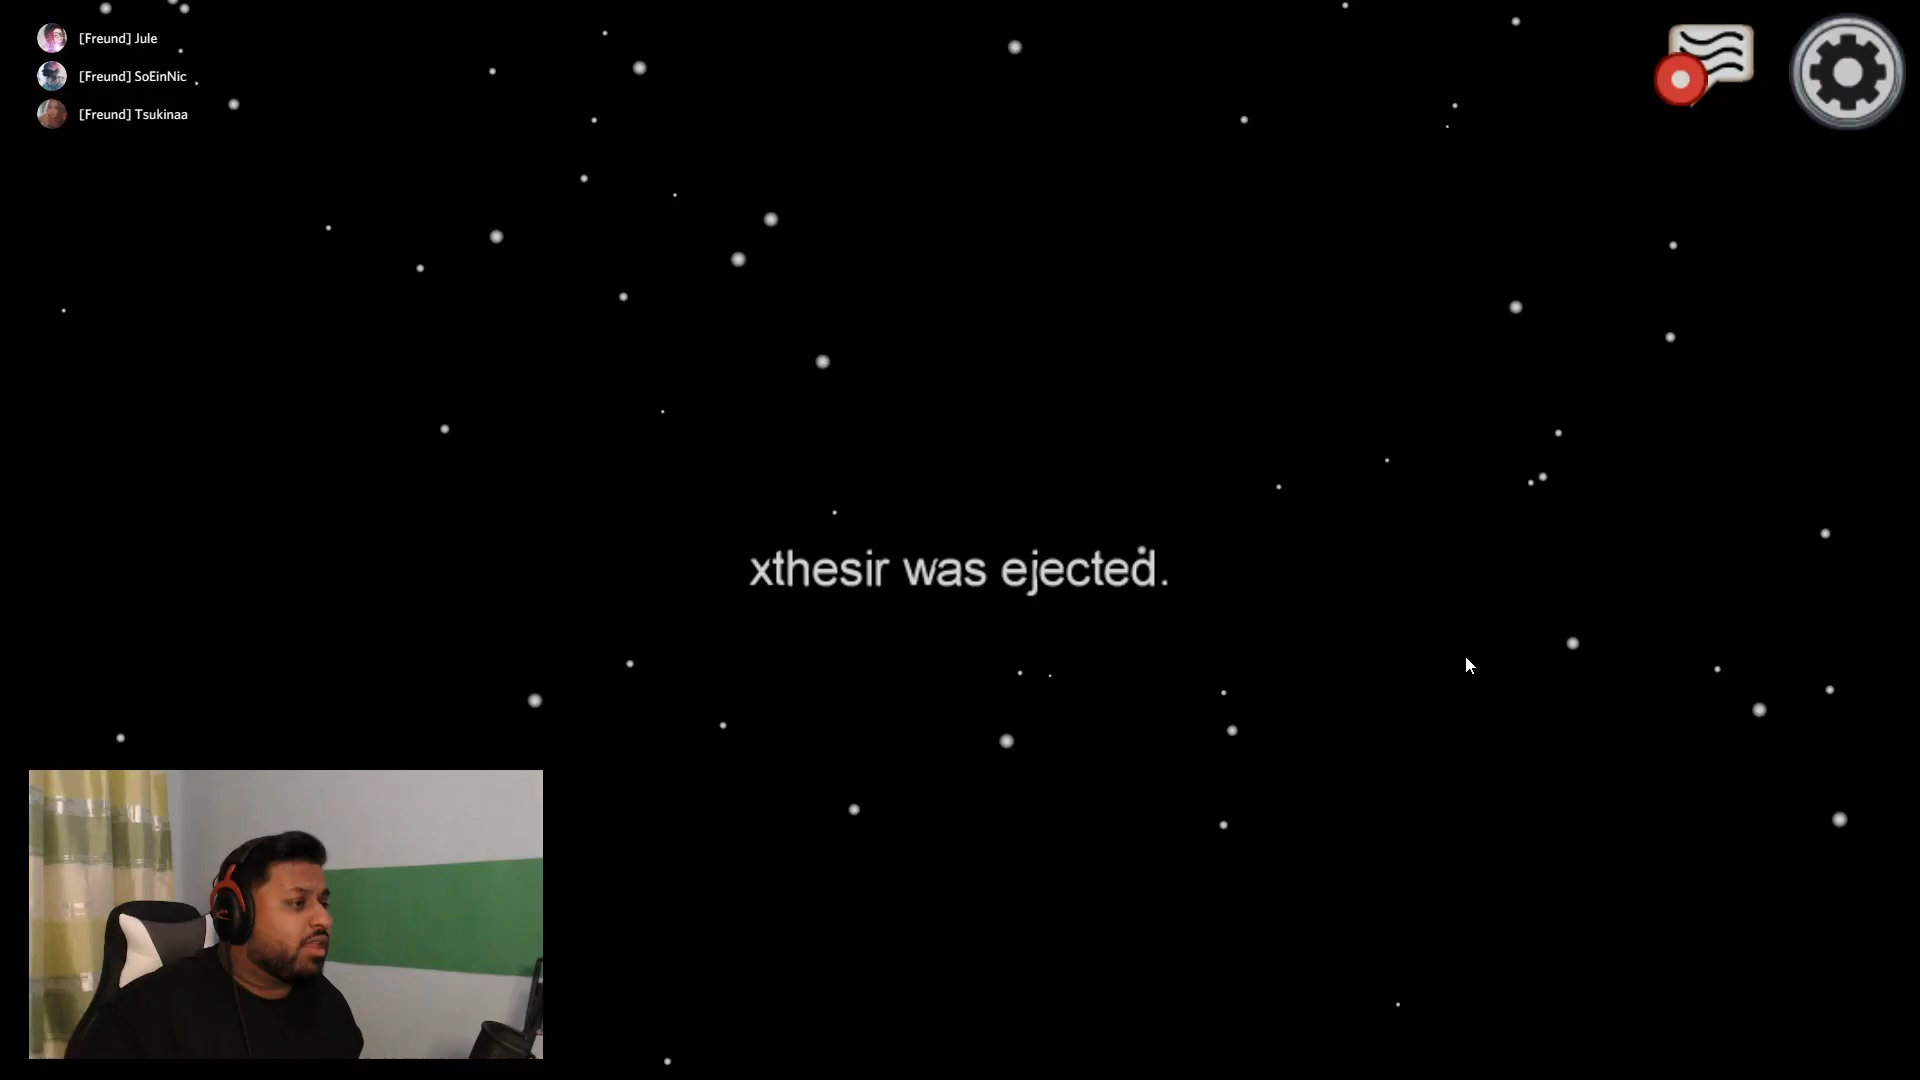 [Freund] Jule
[Freund] SoEinNic
[Freund] Tsukinaa
xthesir was ejected.